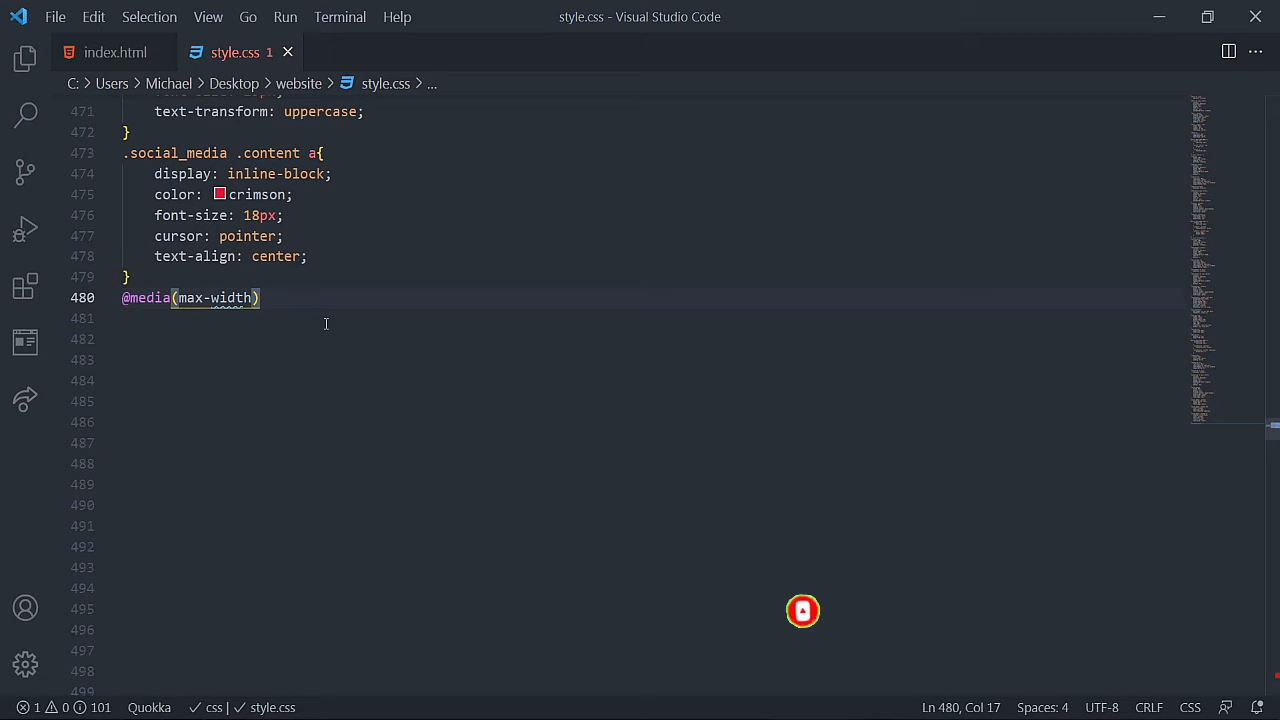 File Edit Selection View Go Run Terminal Help style.css - Visual Studio Code
index.html style.css 1
C: > Users > Michael > Desktop > website > style.css > ...
471 text-transform: uppercase;
472 }
473 .social_media .content a{
474 display: inline-block;
475 color: crimson;
476 font-size: 18px;
477 cursor: pointer;
478 text-align: center;
479 }
480 @media(max-width)
481
482
483
484
485
486
487
488
489
490
491
492
493
494
495
496
497
498
499
1 0 101 Quokka css | style.css Ln 480, Col 17 Spaces: 4 UTF-8 CRLF CSS